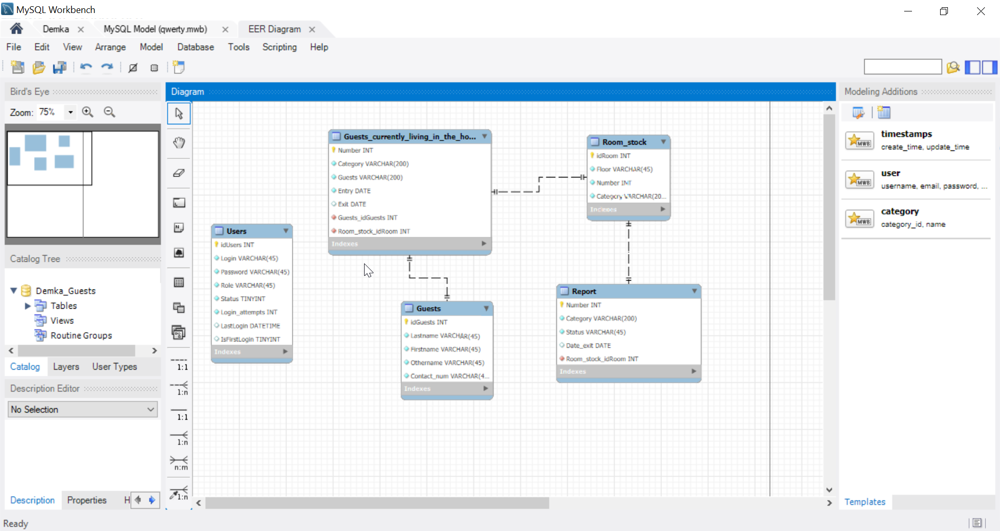 MySQL Workbench
Demka
MySQL Model (qwerty.mwb)
EER Diagram
File Edit View Arrange Model Database Tools Scripting Help
Bird's Eye
Zoom: 75%
Catalog Tree
Demka_Guests
Tables
Views
Routine Groups
Catalog Layers User Types
Description Editor
No Selection
Description Properties H
Ready
Diagram
1:1
1:n
1:1
1:n
n:m
1:n
Users
idUsers INT
Login VARCHAR(45)
Password VARCHAR(45)
Role VARCHAR(45)
Status TINYINT
Login_attempts INT
LastLogin DATETIME
IsFirstLogin TINYINT
Indexes
Guests_currently_living_in_the_ho...
Number INT
Category VARCHAR(200)
Guests VARCHAR(200)
Entry DATE
Exit DATE
Guests_idGuests INT
Room_stock_idRoom INT
Indexes
Guests
idGuests INT
Lastname VARCHAR(45)
Firstname VARCHAR(45)
Othername VARCHAR(45)
Contact_num VARCHAR(4...
Indexes
Room_stock
idRoom INT
Floor VARCHAR(45)
Number INT
Category VARCHAR(20...
Indexes
Report
Number INT
Category VARCHAR(200)
Status VARCHAR(45)
Date_exit DATE
Room_stock_idRoom INT
Indexes
Modeling Additions
MWB
timestamps
create_time, update_time
MWB
user
username, email, password, ...
MWB
category
category_id, name
Templates